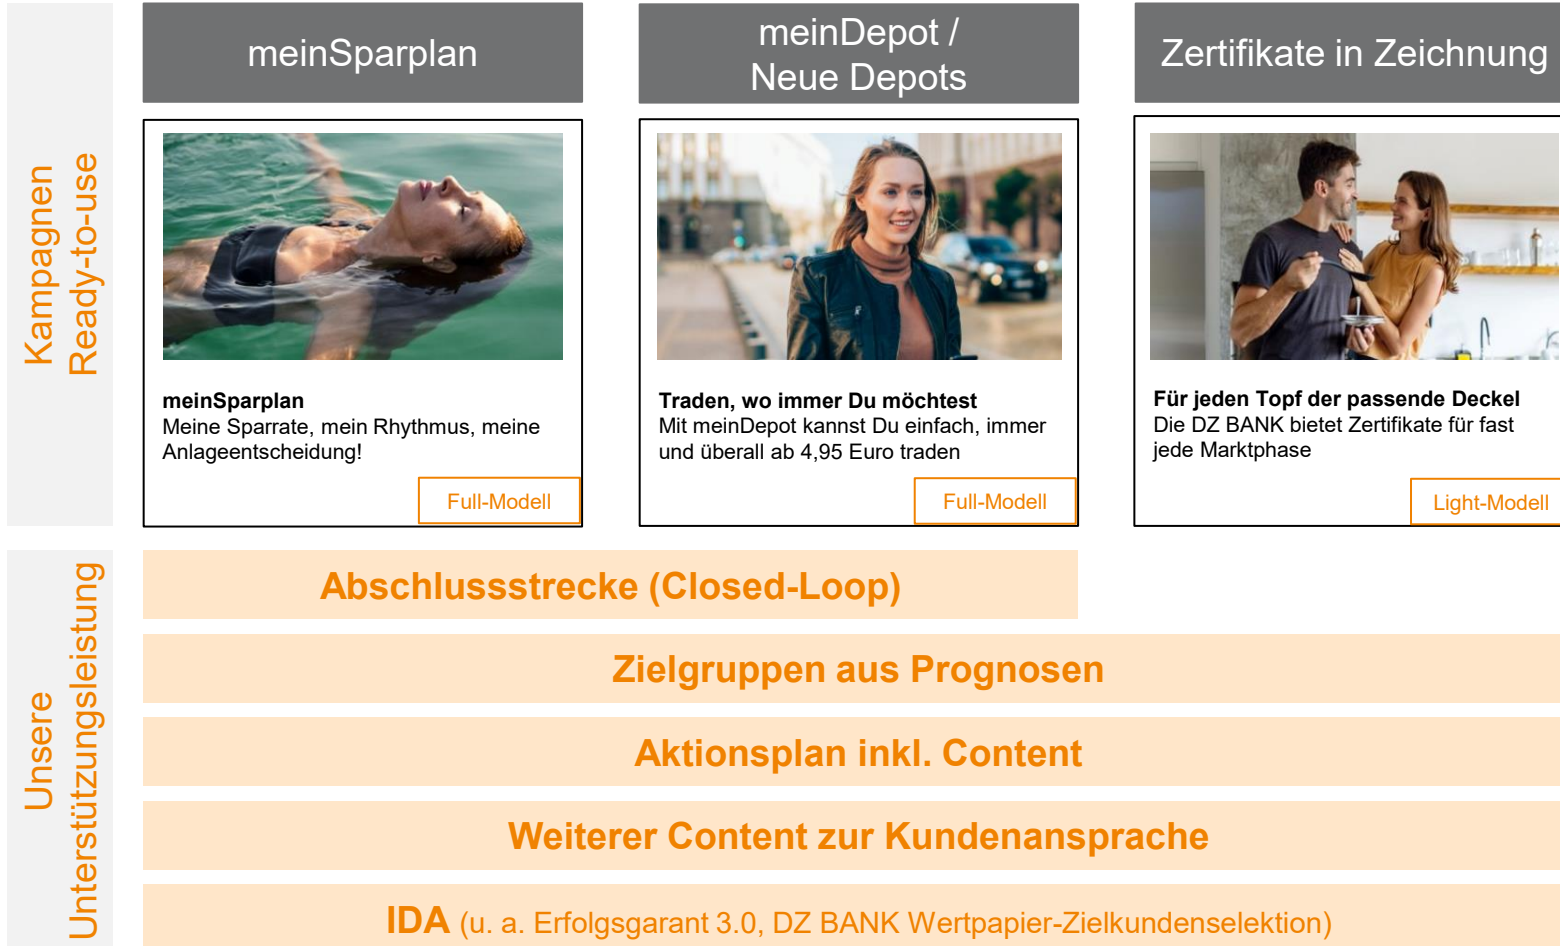 Kampagnen
Ready-to-use
meinSparplan
meinDepot /
Neue Depots
Zertifikate in Zeichnung
meinSparplan
Meine Sparrate, mein Rhythmus, meine
Anlageentscheidung!
Full-Modell
Traden, wo immer Du möchtest
Mit meinDepot kannst Du einfach, immer
und überall ab 4,95 Euro traden
Full-Modell
Für jeden Topf der passende Deckel
Die DZ BANK bietet Zertifikate für fast
jede Marktphase
Light-Modell
Unsere
Unterstützungsleistung
Abschlussstrecke (Closed-Loop)
Zielgruppen aus Prognosen
Aktionsplan inkl. Content
Weiterer Content zur Kundenansprache
IDA (u. a. Erfolgsgarant 3.0, DZ BANK Wertpapier-Zielkundenselektion)